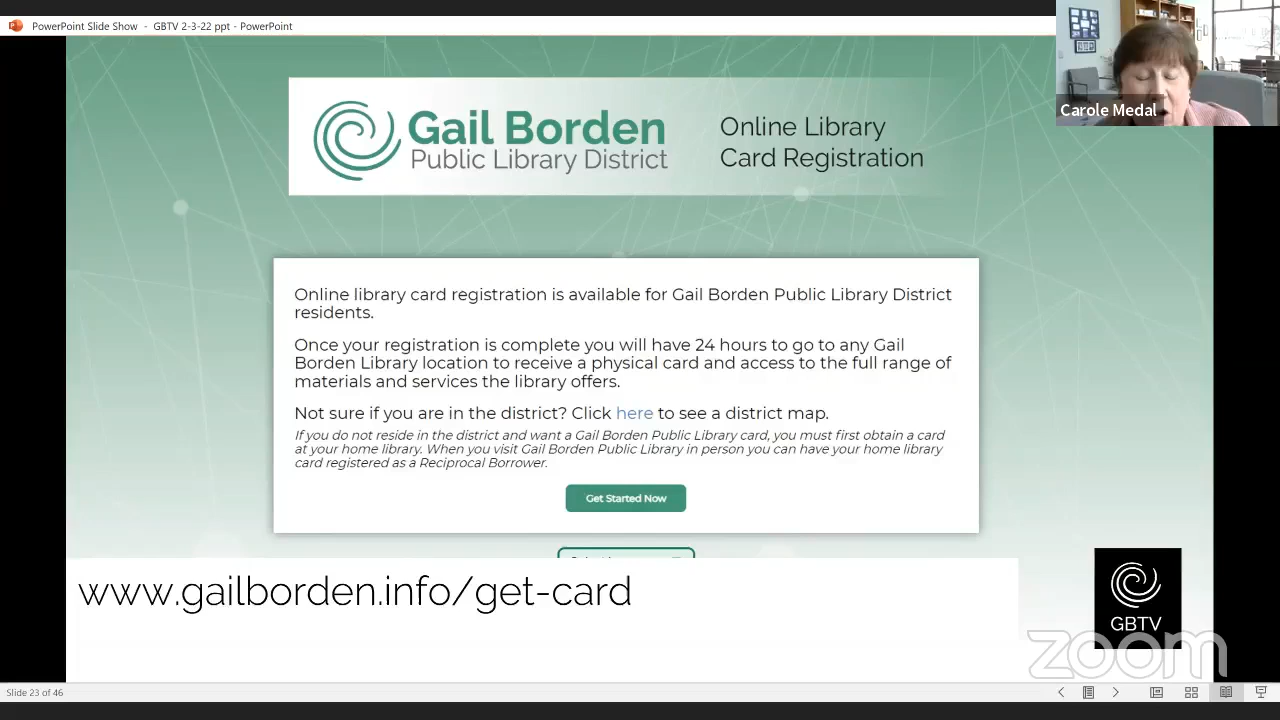 PowerPoint Slide Show - GBTV 2-3-22 ppt - PowerPoint
Carole Medal
Gail Borden
Public Library District
Online Library
Card Registration
Online library card registration is available for Gail Borden Public Library District
residents.
Once your registration is complete you will have 24 hours to go to any Gail
Borden Library location to receive a physical card and access to the full range of
materials and services the library offers.
Not sure if you are in the district? Click here to see a district map.
If you do not reside in the district and want a Gail Borden Public Library card, you must first obtain a card
at your home library. When you visit Gail Borden Public Library in person you can have your home library
card registered as a Reciprocal Borrower.
Get Started Now
www.gailborden.info/get-card
GBTV
zoom
Slide 23 of 46